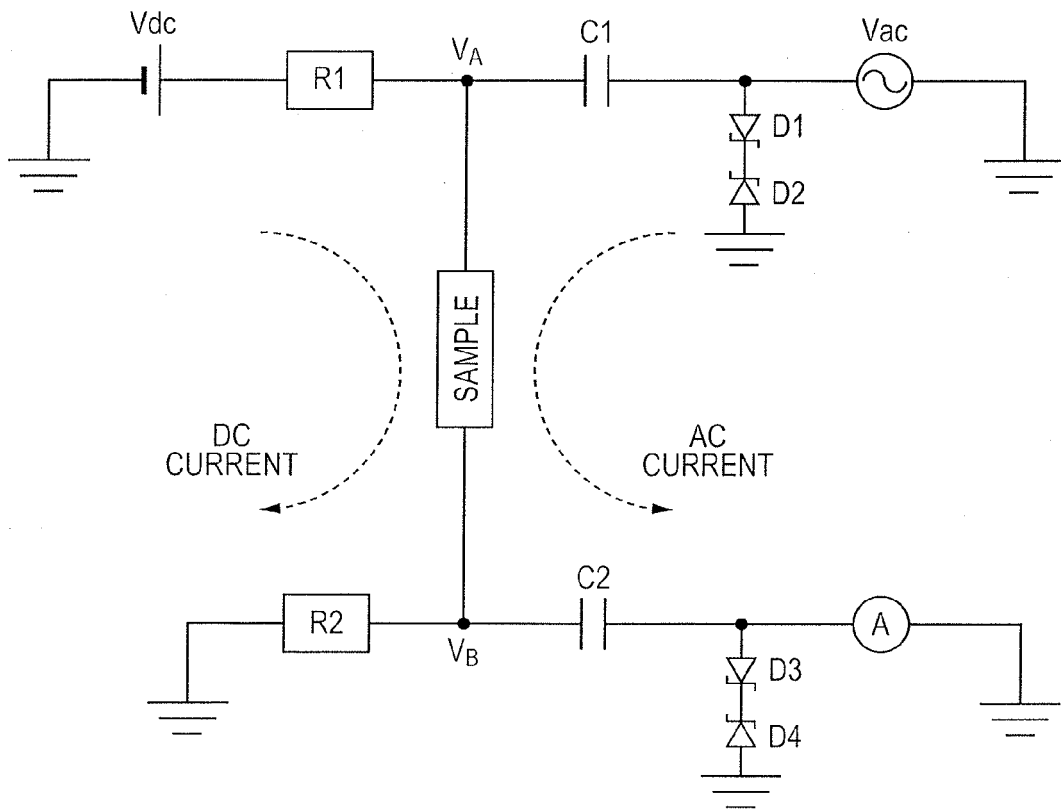 Vdc
C1
Vac
R1
VA
D1
D2
SAMPLE
DC
CURRENT
AC
CURRENT
C2
R2
VB
A
D3
D4